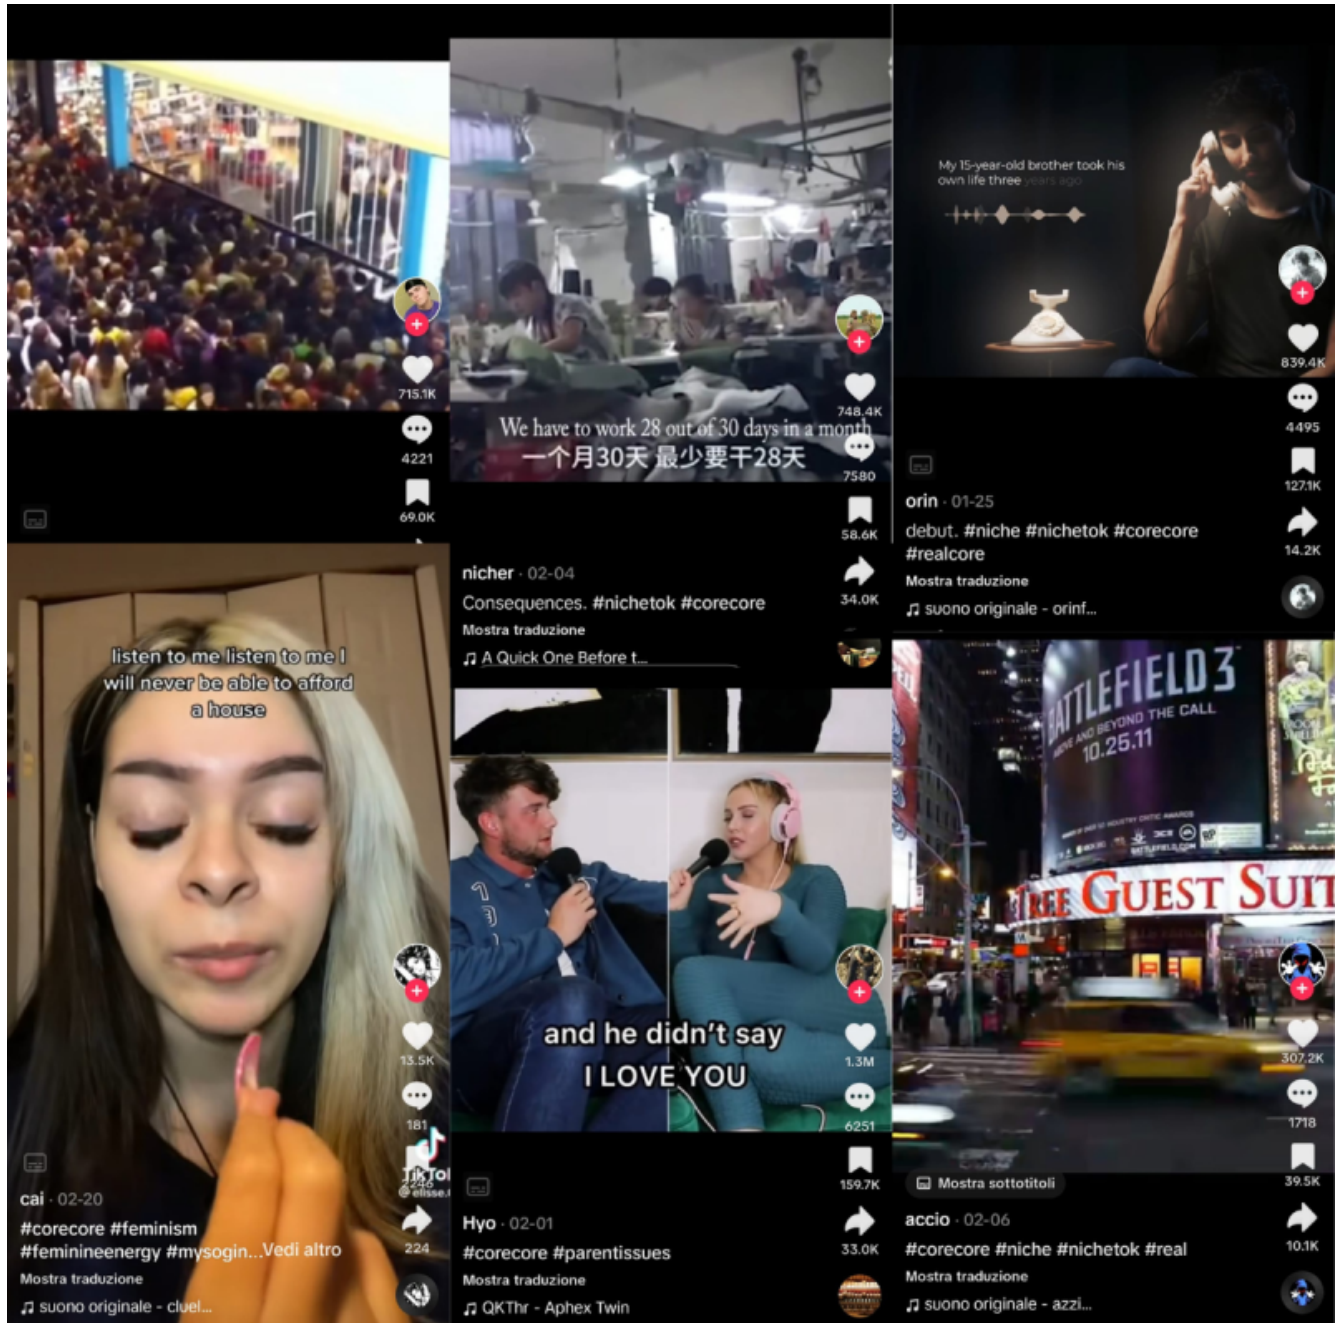 715.1K
4221
69.0K
We have to work 28 out of 30 days in a month
一个月30天 最少要干28天
748.4K
7580
58.6K
34.0K
nicher · 02-04
Consequences. #nichetok #corecore
Mostra traduzione
A Quick One Before t...
My 15-year-old brother took his
own life three years ago
839.4K
4495
127.1K
14.2K
orin · 01-25
debut. #niche #nichetok #corecore
#realcore
Mostra traduzione
suono originale - orinf...
listen to me listen to me I
will never be able to afford
a house
13.5K
181
TikTok
224
cai · 02-20
#corecore #feminism
#feminineenergy #mysogin...Vedi altro
Mostra traduzione
suono originale - cluel...
and he didn't say
I LOVE YOU
1.3M
6251
159.7K
33.0K
Hyo · 02-01
#corecore #parentissues
Mostra traduzione
QKThr - Aphex Twin
BATTLEFIELD 3
ABOVE AND BEYOND THE CALL
10.25.11
BATTLEFIELD.COM
FREE GUEST SUIT
307.2K
1718
39.5K
10.1K
Mostra sottotitoli
accio · 02-06
#corecore #niche #nichetok #real
Mostra traduzione
suono originale - azzi...